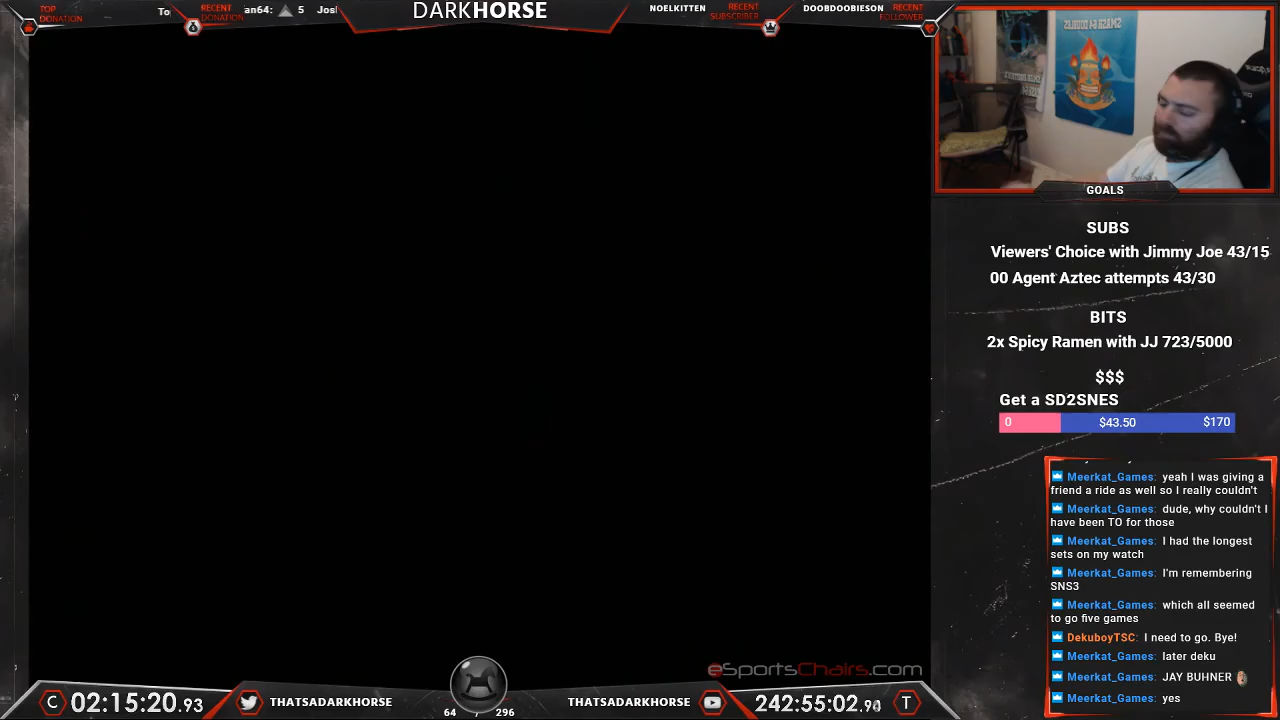 TOP
DONATION
To
RECENT
DONATION
an64: 5 Jos
DARKHORSE
NOELKITTEN
RECENT
SUBSCRIBER
DOOBDOOBIESON
RECENT
FOLLOWER
SMASH 64 DOUBLES
GOALS
SUBS
Viewers' Choice with Jimmy Joe 43/15
00 Agent Aztec attempts 43/30
BITS
2x Spicy Ramen with JJ 723/5000
$$$
Get a SD2SNES
0 $43.50 $170
Meerkat_Games: yeah I was giving a
friend a ride as well so I really couldn't
Meerkat_Games: dude, why couldn't I
have been TO for those
Meerkat_Games: I had the longest
sets on my watch
Meerkat_Games: I'm remembering
SNS3
Meerkat_Games: which all seemed
to go five games
DekuboyTSC: I need to go. Bye!
Meerkat_Games: later deku
Meerkat_Games: JAY BUHNER
Meerkat_Games: yes
eSportsChairs.com
C 02:15:20.93
THATSADARKHORSE
64 / 296
THATSADARKHORSE
242:55:02.9
T